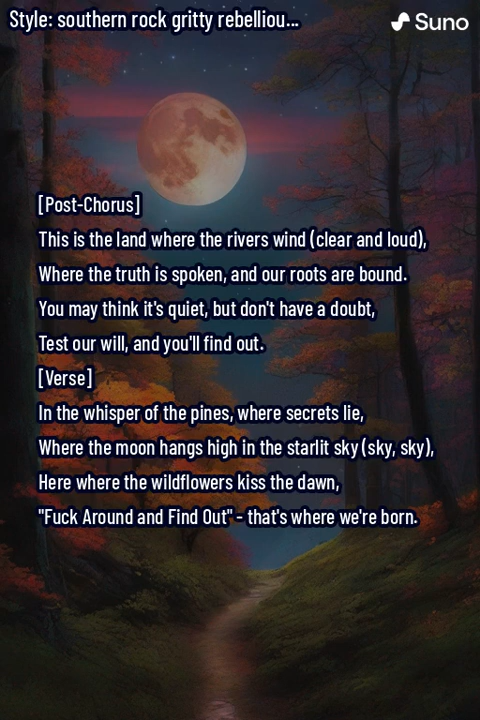 Style: southern rock gritty rebelliou...
Suno
[Post-Chorus]
This is the land where the rivers wind (clear and loud),
Where the truth is spoken, and our roots are bound.
You may think it's quiet, but don't have a doubt,
Test our will, and you'll find out.
[Verse]
In the whisper of the pines, where secrets lie,
Where the moon hangs high in the starlit sky (sky, sky),
Here where the wildflowers kiss the dawn,
"Fuck Around and Find Out" - that's where we're born.